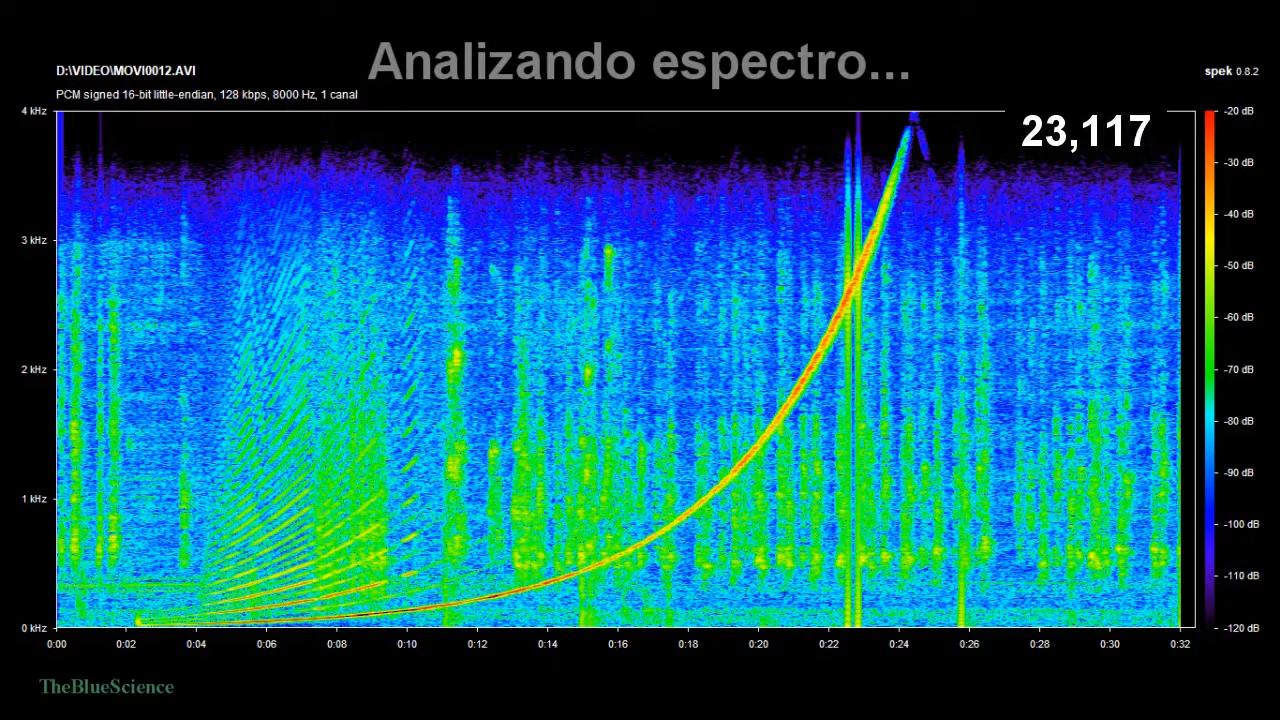 Analizando espectro...
D:\VIDEO\MOVI0012.AVI
spek 0.8.2
PCM signed 16-bit little-endian, 128 kbps, 8000 Hz, 1 canal
23,117
4 kHz
3 kHz
2 kHz
1 kHz
0 kHz
-20 dB
-30 dB
-40 dB
-50 dB
-60 dB
-70 dB
-80 dB
-90 dB
-100 dB
-110 dB
-120 dB
0:00 0:02 0:04 0:06 0:08 0:10 0:12 0:14 0:16 0:18 0:20 0:22 0:24 0:26 0:28 0:30 0:32
TheBlueScience